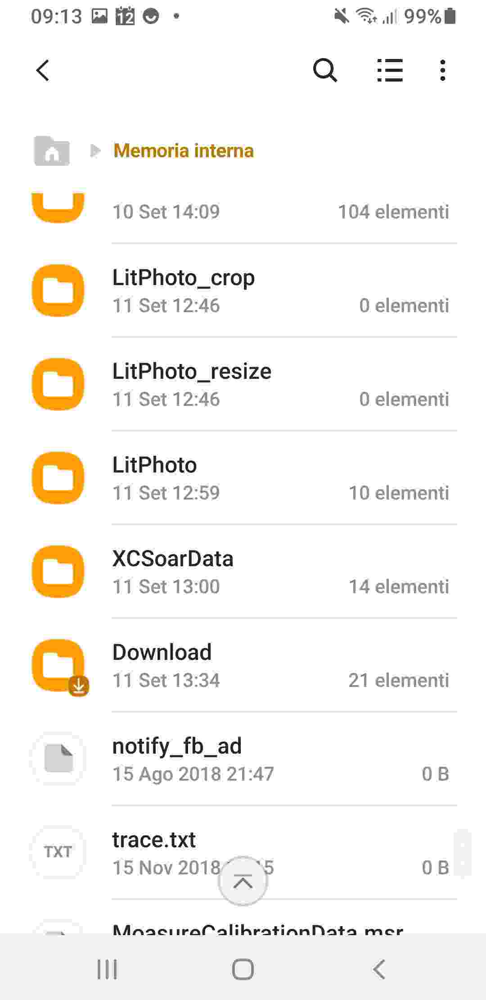 09:13 12 99%
Memoria interna
10 Set 14:09 104 elementi
LitPhoto_crop
11 Set 12:46 0 elementi
LitPhoto_resize
11 Set 12:46 0 elementi
LitPhoto
11 Set 12:59 10 elementi
XCSoarData
11 Set 13:00 14 elementi
Download
11 Set 13:34 21 elementi
notify_fb_ad
15 Ago 2018 21:47 0 B
TXT trace.txt
15 Nov 2018 0 B
MoasureCalibrationData.msr